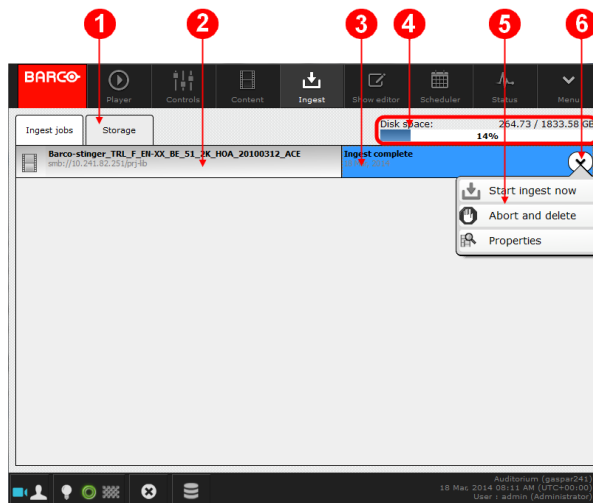 1 2 3 4 5 6
BARCO
Player Controls Content Ingest Show editor Scheduler Status Menu
Ingest jobs Storage
Disk space: 264.73 / 1833.58 GB
14%
Barco-stinger_TRL_F_EN-XX_BE_51_2K_HOA_20100312_ACE
smb://10.241.82.251/prj-lib
Ingest complete
Start ingest now
Abort and delete
Properties
Auditorium (gaspar241)
18 Mac 2014 08:11 AM (UTC+00:00)
User : admin (Administrator)